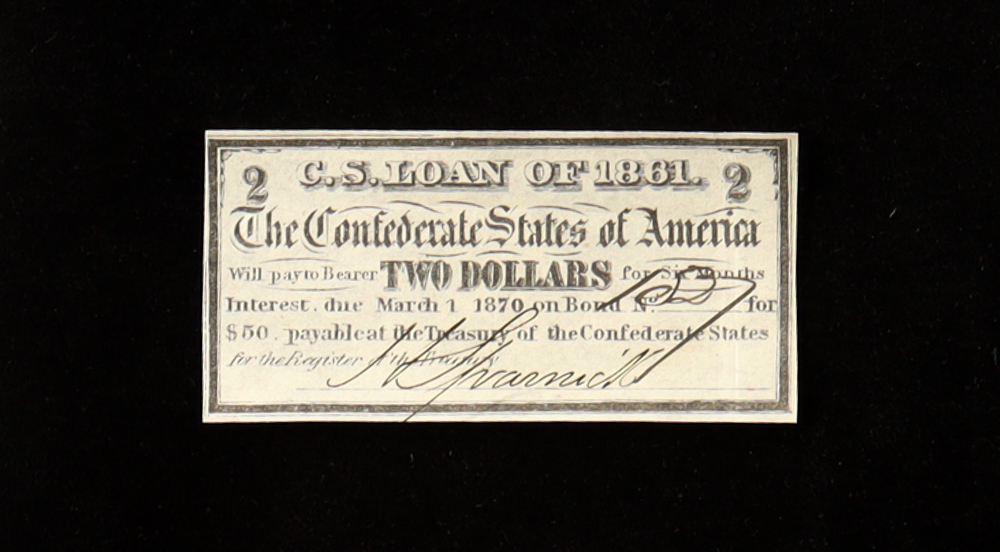 2 C. S. LOAN OF 1861. 2
The Confederate States of America
Will pay to Bearer TWO DOLLARS for Six Months
Interest, due March 1 1870 on Bond No. for
$50. payable at the Treasury of the Confederate States
for the Register of the Treasury